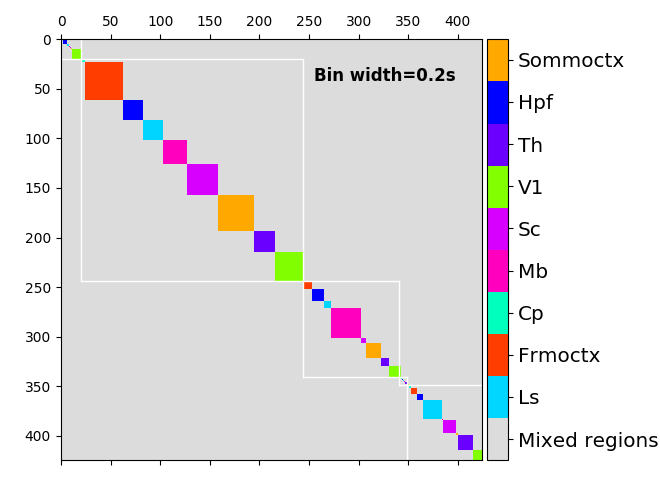 0 50 100 150 200 250 300 350 400
0
50
100
150
200
250
300
350
400
Bin width=0.2s
Sommoctx
Hpf
Th
V1
Sc
Mb
Cp
Frmoctx
Ls
Mixed regions